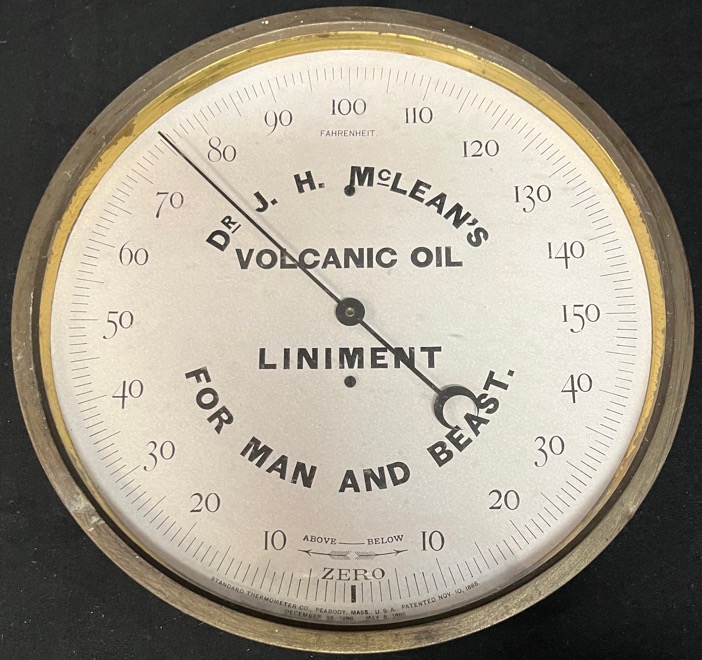 100
90
110
FAHRENHEIT.
80
120
70
130
60
140
50
150
40
40
30
30
20
20
10
10
DR J. H. McLEAN'S
VOLCANIC OIL
LINIMENT
FOR MAN AND BEAST.
ABOVE BELOW
ZERO
STANDARD THERMOMETER CO., PEABODY, MASS. U.S.A. PATENTED NOV. 10, 1885.